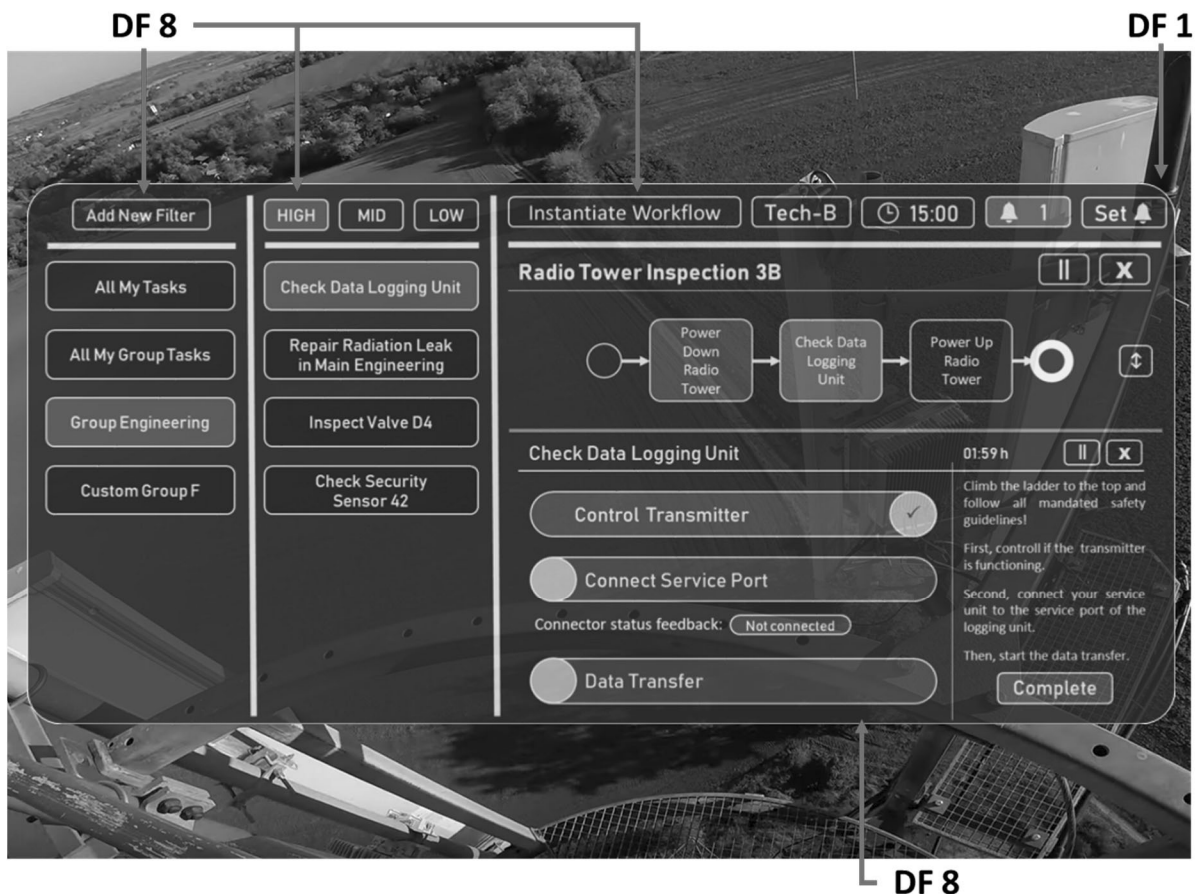 DF 8
DF 1
Add New Filter
All My Tasks
All My Group Tasks
Group Engineering
Custom Group F
HIGH
MID
LOW
Check Data Logging Unit
Repair Radiation Leak
in Main Engineering
Inspect Valve D4
Check Security
Sensor 42
Instantiate Workflow
Tech-B
15:00
1
Set
Radio Tower Inspection 3B
II
X
Power
Down
Radio
Tower
Check Data
Logging
Unit
Power Up
Radio
Tower
Check Data Logging Unit
01:59 h
II
X
Control Transmitter
Connect Service Port
Connector status feedback: Not connected
Data Transfer
Climb the ladder to the top and
follow all mandated safety
guidelines!
First, controll if the transmitter
is functioning.
Second, connect your service
unit to the service port of the
logging unit.
Then, start the data transfer.
Complete
DF 8